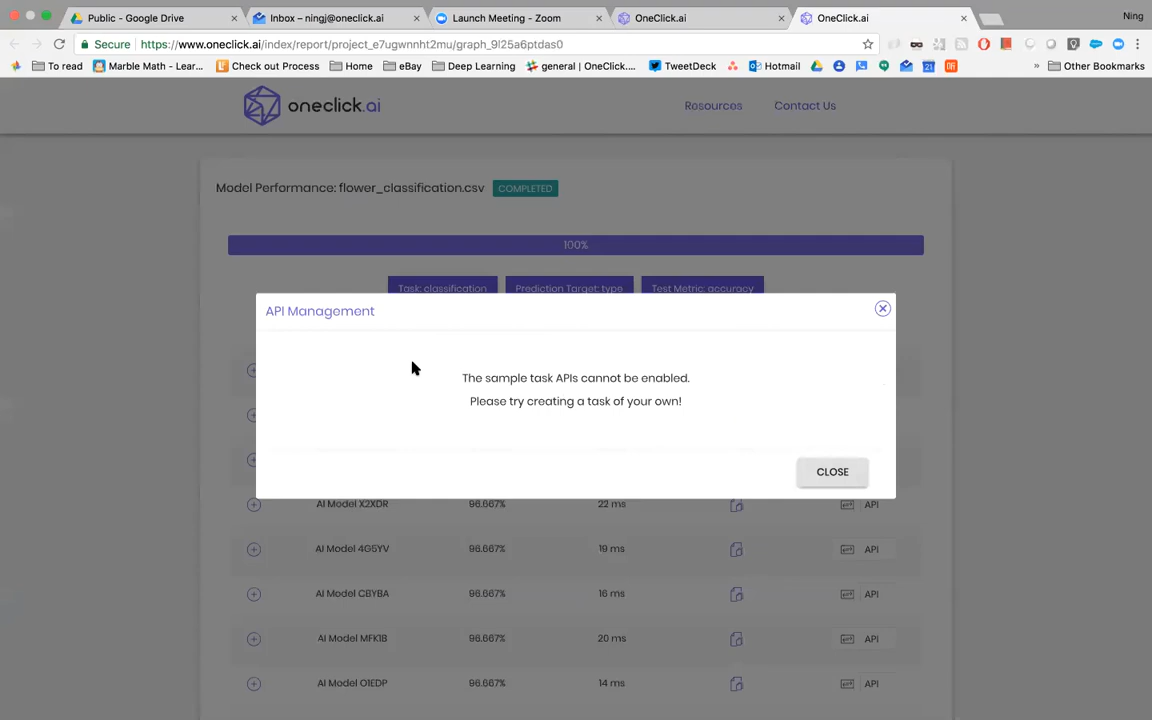 Public - Google Drive
Inbox – ningj@oneclick.ai
Launch Meeting - Zoom
OneClick.ai
OneClick.ai
Ning
Secure https://www.oneclick.ai/index/report/project_e7ugwnnht2mu/graph_9l25a6ptdas0
To read
Marble Math - Lear...
Check out Process
Home
eBay
Deep Learning
general | OneClick....
TweetDeck
Hotmail
21
»
Other Bookmarks
oneclick.ai
Resources
Contact Us
Model Performance: flower_classification.csv COMPLETED
100%
Task: classification
Prediction Target: type
Test Metric: accuracy
API Management
The sample task APIs cannot be enabled.
Please try creating a task of your own!
CLOSE
AI Model X2XDR 96.667% 22 ms API
AI Model 4G5YV 96.667% 19 ms API
AI Model CBYBA 96.667% 16 ms API
AI Model MFK1B 96.667% 20 ms API
AI Model O1EDP 96.667% 14 ms API